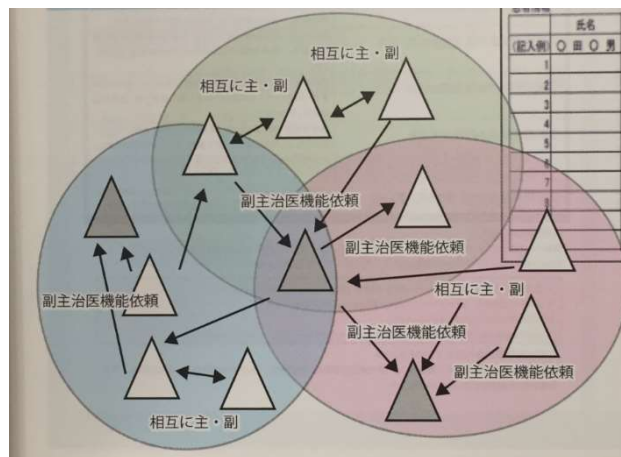 氏名
(記入例) 〇 田 〇 男
1
2
3
4
5
6
7
相互に主・副
相互に主・副
副主治医機能依頼
副主治医機能依頼
副主治医機能依頼
相互に主・副
副主治医機能依頼
副主治医機能依頼
相互に主・副